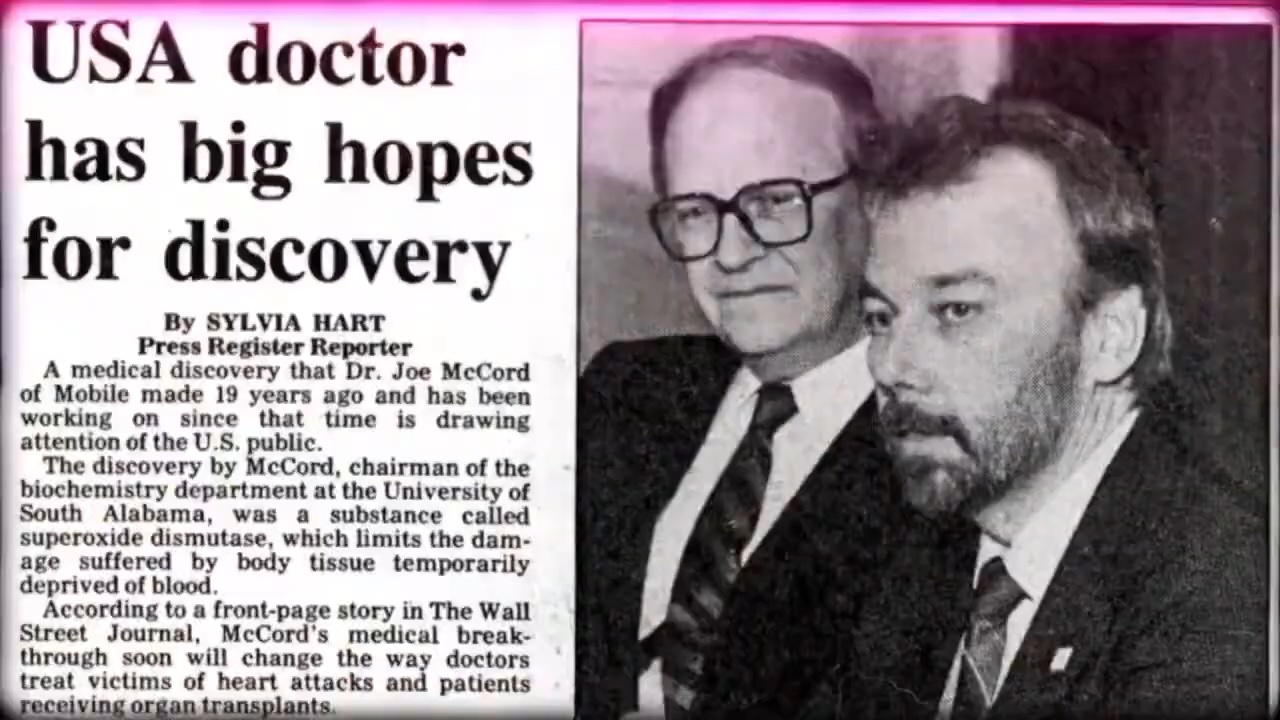 USA doctor
has big hopes
for discovery
By SYLVIA HART
Press Register Reporter
A medical discovery that Dr. Joe McCord
of Mobile made 19 years ago and has been
working on since that time is drawing
attention of the U.S. public.
The discovery by McCord, chairman of the
biochemistry department at the University of
South Alabama, was a substance called
superoxide dismutase, which limits the dam-
age suffered by body tissue temporarily
deprived of blood.
According to a front-page story in The Wall
Street Journal, McCord's medical break-
through soon will change the way doctors
treat victims of heart attacks and patients
receiving organ transplants.